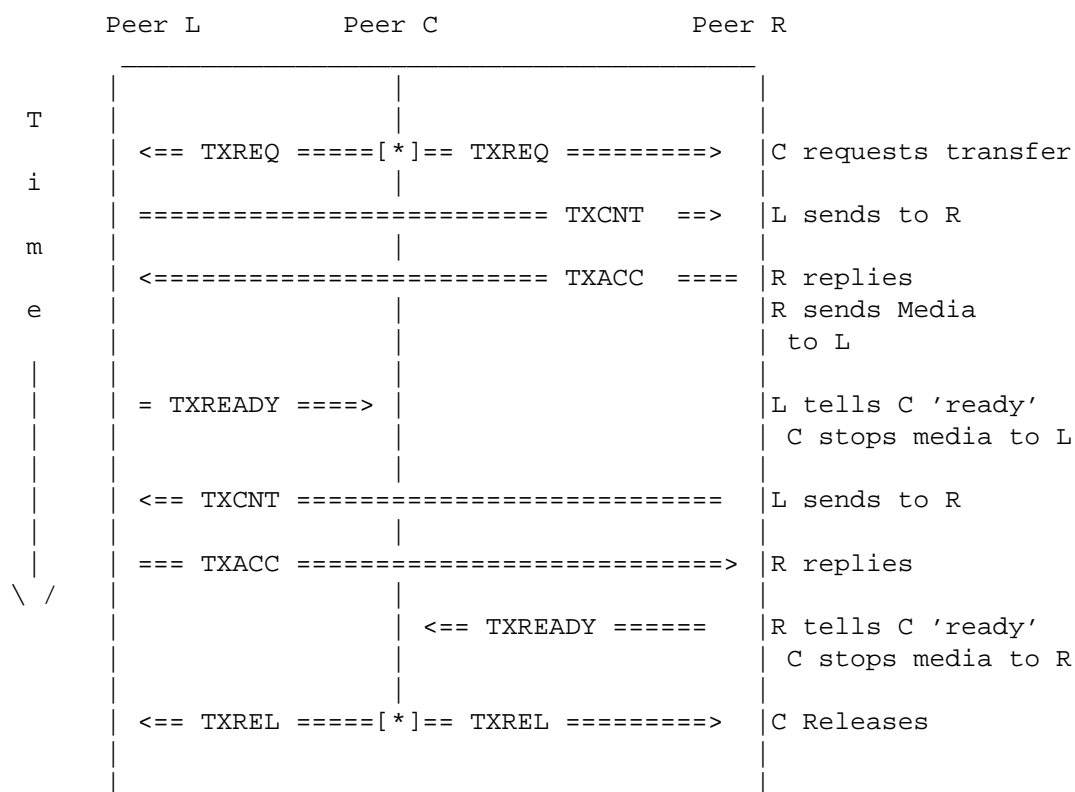 Peer L Peer C Peer R
T
<== TXREQ =====[*]== TXREQ =========> |C requests transfer
i
========================== TXCNT ==> |L sends to R
m
<========================= TXACC ==== |R replies
e |R sends Media
to L
= TXREADY ====> |L tells C 'ready'
C stops media to L
<== TXCNT =========================== |L sends to R
=== TXACC ===========================> |R replies
\ /
<== TXREADY ====== |R tells C 'ready'
C stops media to R
<== TXREL =====[*]== TXREL =========> |C Releases